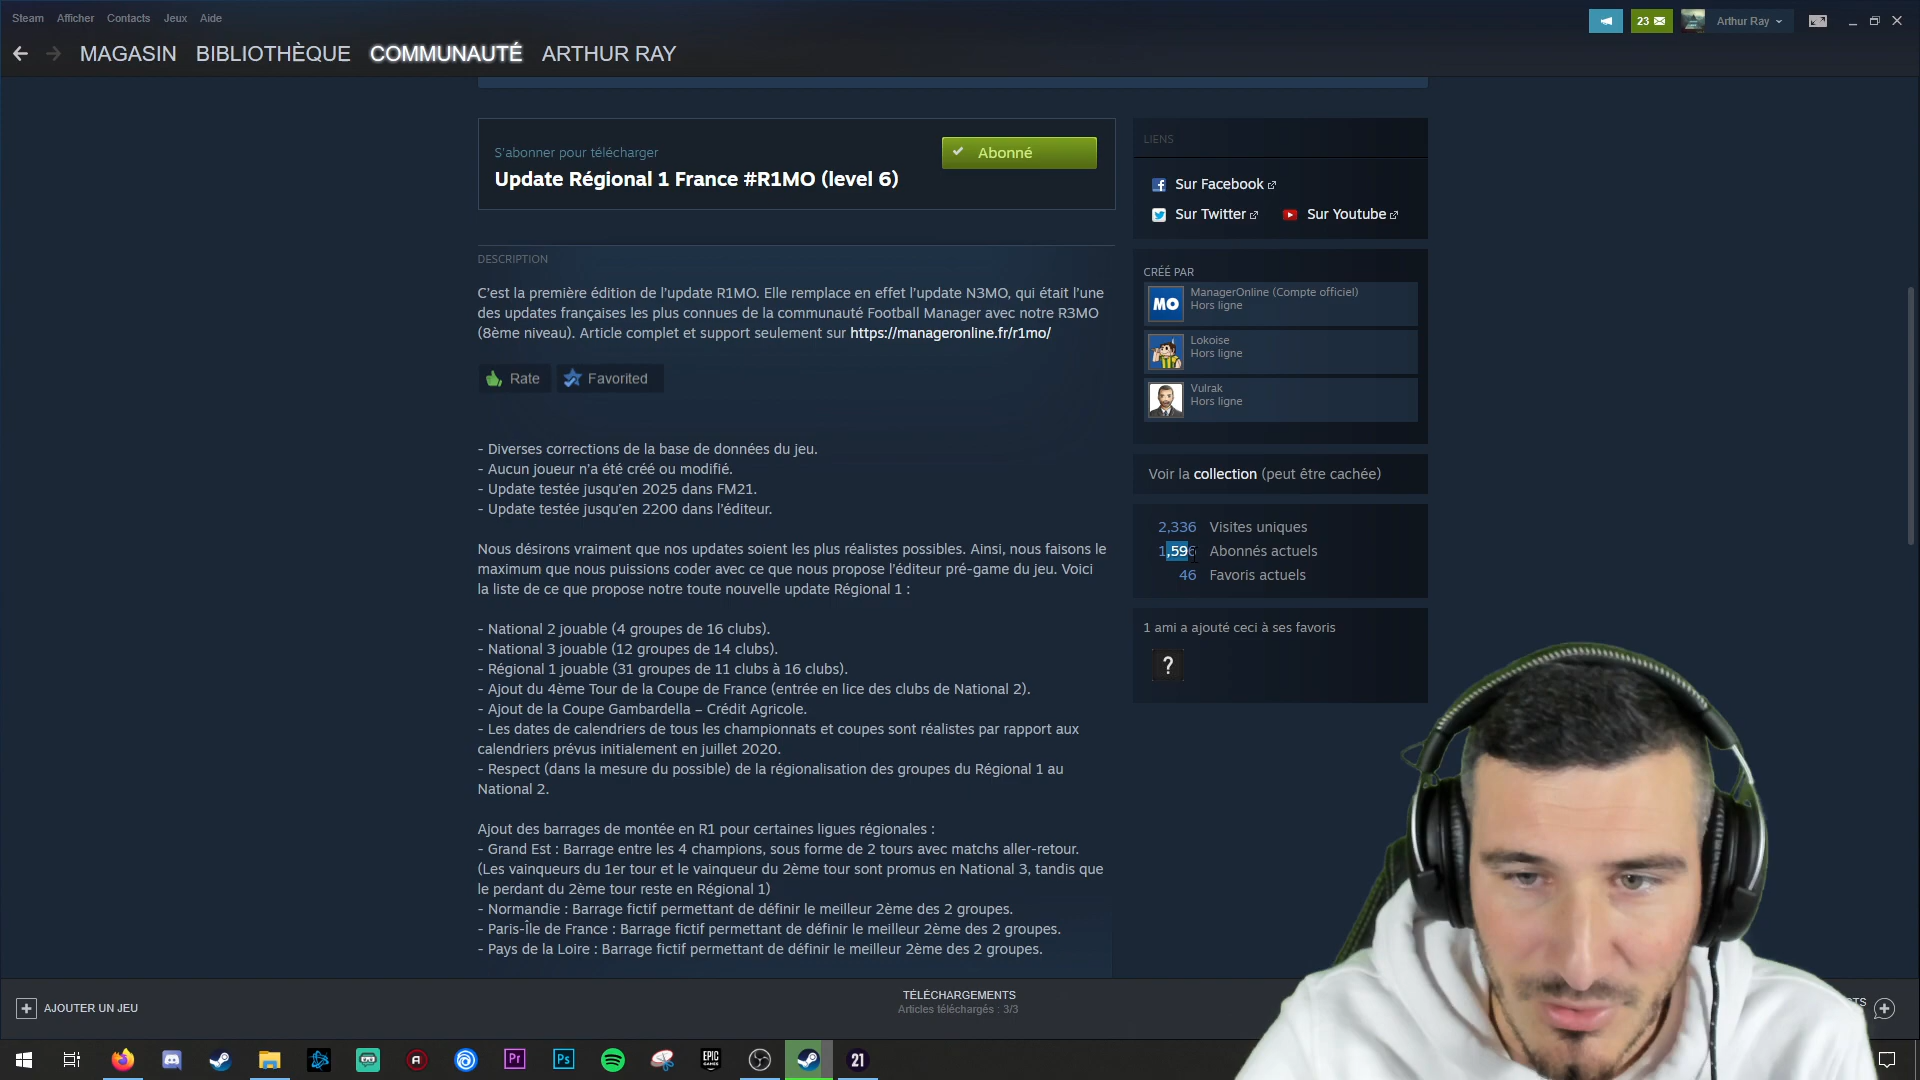 Steam Afficher Contacts Jeux Aide
23
Arthur Ray
MAGASIN BIBLIOTHÈQUE COMMUNAUTÉ ARTHUR RAY
S'abonner pour télécharger
Update Régional 1 France #R1MO (level 6)
Abonné
DESCRIPTION
C'est la première édition de l'update R1MO. Elle remplace en effet l'update N3MO, qui était l'une
des updates françaises les plus connues de la communauté Football Manager avec notre R3MO
(8ème niveau). Article complet et support seulement sur https://manageronline.fr/r1mo/
Rate Favorited
- Diverses corrections de la base de données du jeu.
- Aucun joueur n'a été créé ou modifié.
- Update testée jusqu'en 2025 dans FM21.
- Update testée jusqu'en 2200 dans l'éditeur.
Nous désirons vraiment que nos updates soient les plus réalistes possibles. Ainsi, nous faisons le
maximum que nous puissions coder avec ce que nous propose l'éditeur pré-game du jeu. Voici
la liste de ce que propose notre toute nouvelle update Régional 1 :
- National 2 jouable (4 groupes de 16 clubs).
- National 3 jouable (12 groupes de 14 clubs).
- Régional 1 jouable (31 groupes de 11 clubs à 16 clubs).
- Ajout du 4ème Tour de la Coupe de France (entrée en lice des clubs de National 2).
- Ajout de la Coupe Gambardella – Crédit Agricole.
- Les dates de calendriers de tous les championnats et coupes sont réalistes par rapport aux
calendriers prévus initialement en juillet 2020.
- Respect (dans la mesure du possible) de la régionalisation des groupes du Régional 1 au
National 2.
Ajout des barrages de montée en R1 pour certaines ligues régionales :
- Grand Est : Barrage entre les 4 champions, sous forme de 2 tours avec matchs aller-retour.
(Les vainqueurs du 1er tour et le vainqueur du 2ème tour sont promus en National 3, tandis que
le perdant du 2ème tour reste en Régional 1)
- Normandie : Barrage fictif permettant de définir le meilleur 2ème des 2 groupes.
- Paris-Île de France : Barrage fictif permettant de définir le meilleur 2ème des 2 groupes.
- Pays de la Loire : Barrage fictif permettant de définir le meilleur 2ème des 2 groupes.
LIENS
Sur Facebook
Sur Twitter Sur Youtube
CRÉÉ PAR
MO
ManagerOnline (Compte officiel)
Hors ligne
Lokoise
Hors ligne
Vulrak
Hors ligne
Voir la collection (peut être cachée)
2,336 Visites uniques
1,596 Abonnés actuels
46 Favoris actuels
1 ami a ajouté ceci à ses favoris
?
AJOUTER UN JEU
TÉLÉCHARGEMENTS
Articles téléchargés : 3/3
TS
Pr Ps EPIC GAMES 21